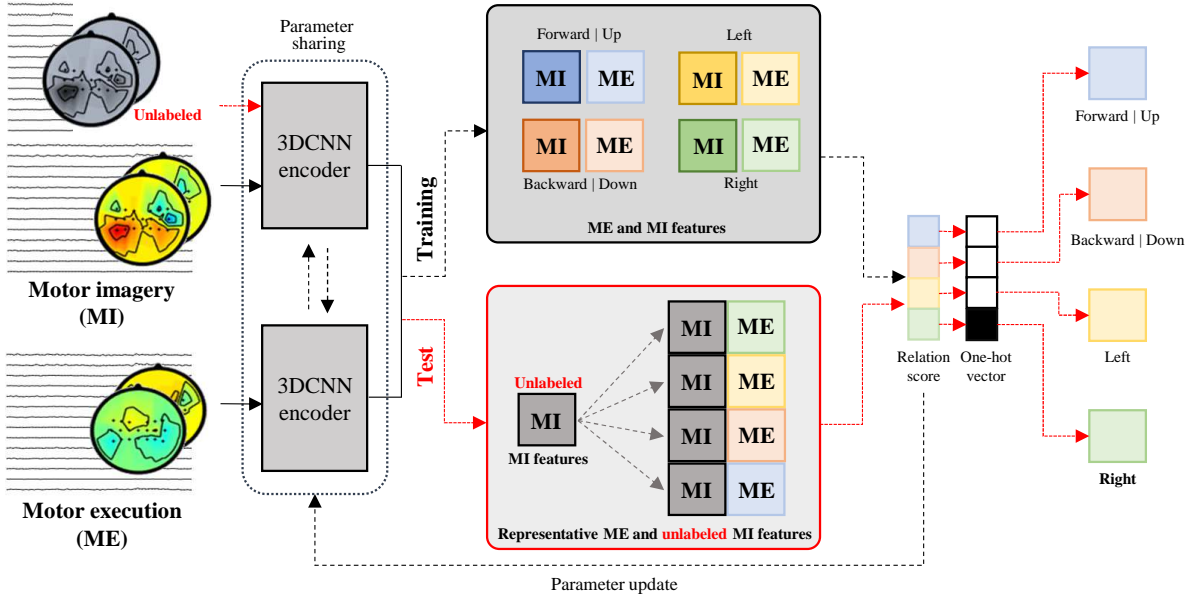 Parameter
sharing
Unlabeled
3DCNN
encoder
Motor imagery
(MI)
3DCNN
encoder
Motor execution
(ME)
Training
Test
Forward | Up
MI ME
Left
MI ME
MI ME
Backward | Down
MI ME
Right
ME and MI features
Unlabeled
MI
MI features
MI ME
MI ME
MI ME
MI ME
Representative ME and unlabeled MI features
Relation
score
One-hot
vector
Forward | Up
Backward | Down
Left
Right
Parameter update